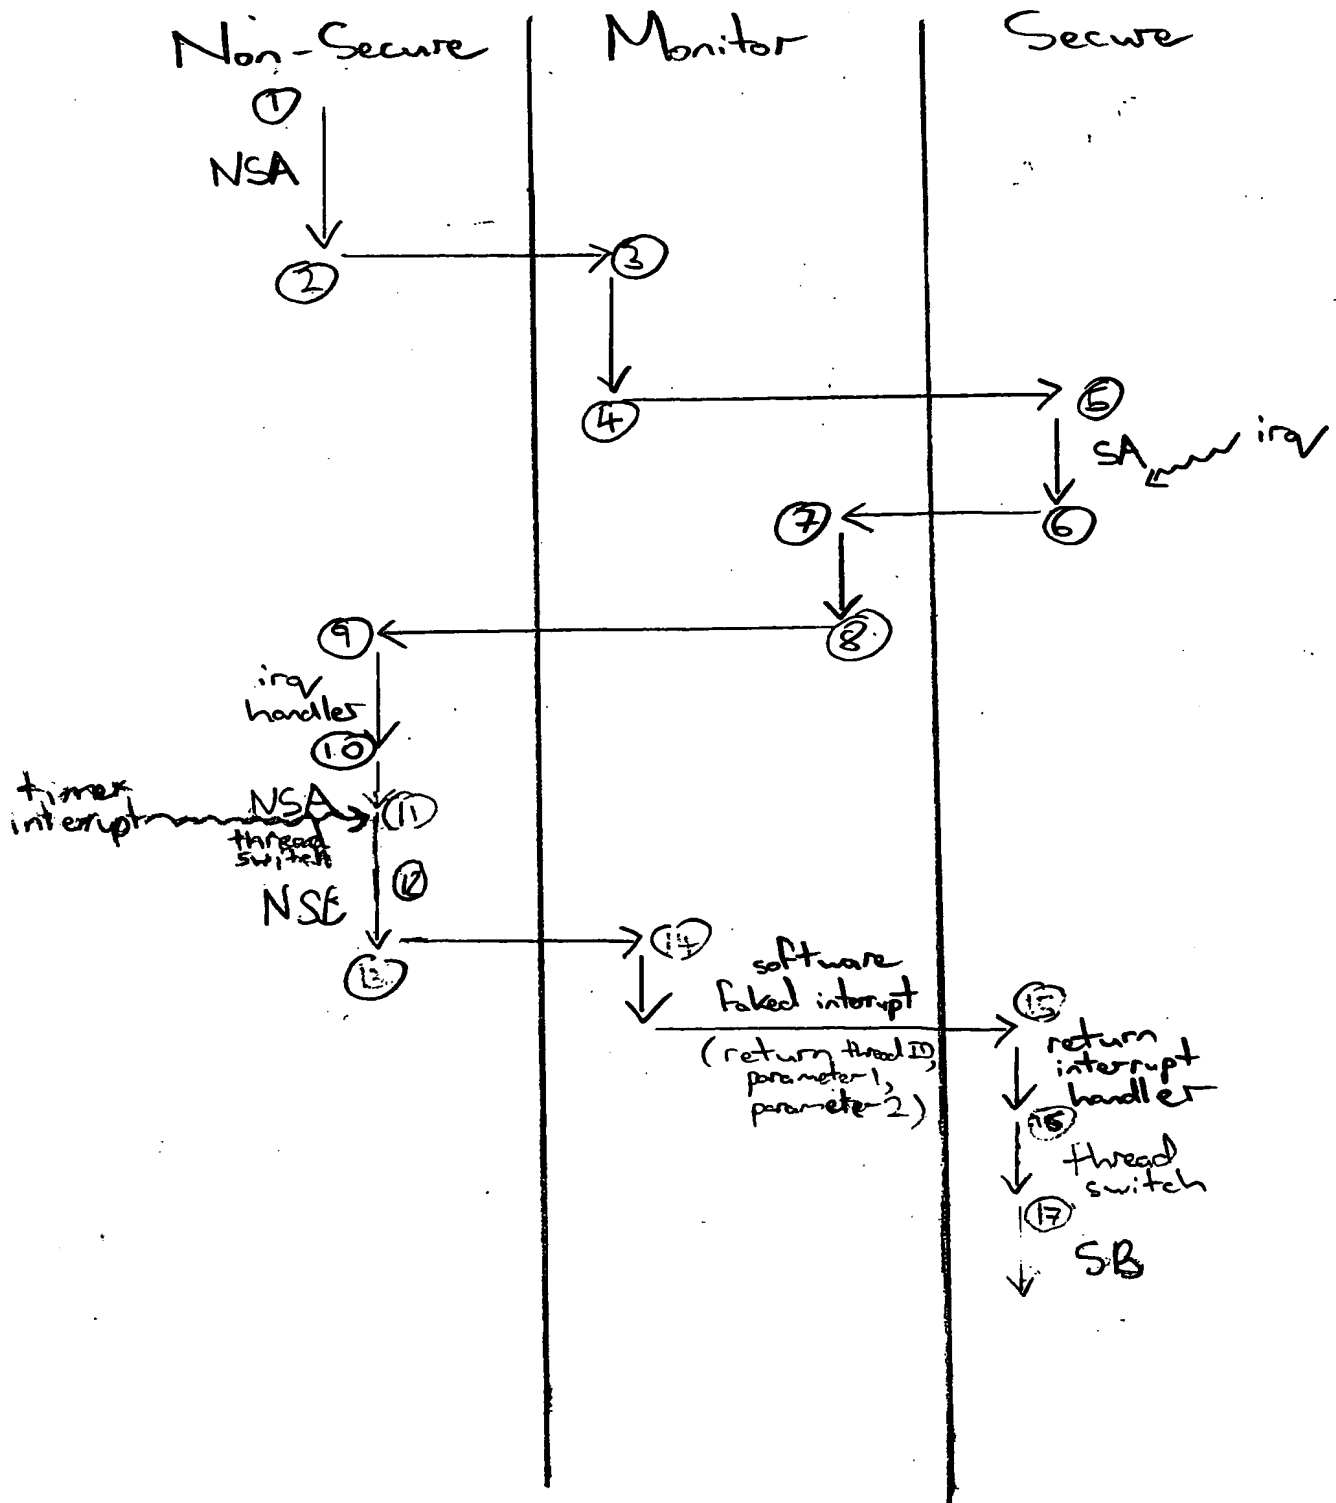 Non-Secure
Monitor
Secure
1
NSA
2
3
4
5
SA
irq
6
7
8
9
irq
handler
10
timer
interrupt
NSA
11
thread
switch
12
NSE
13
14
software
faked interrupt
(return thread ID,
parameter 1,
parameter 2)
15
return
interrupt
handler
16
thread
switch
17
SB